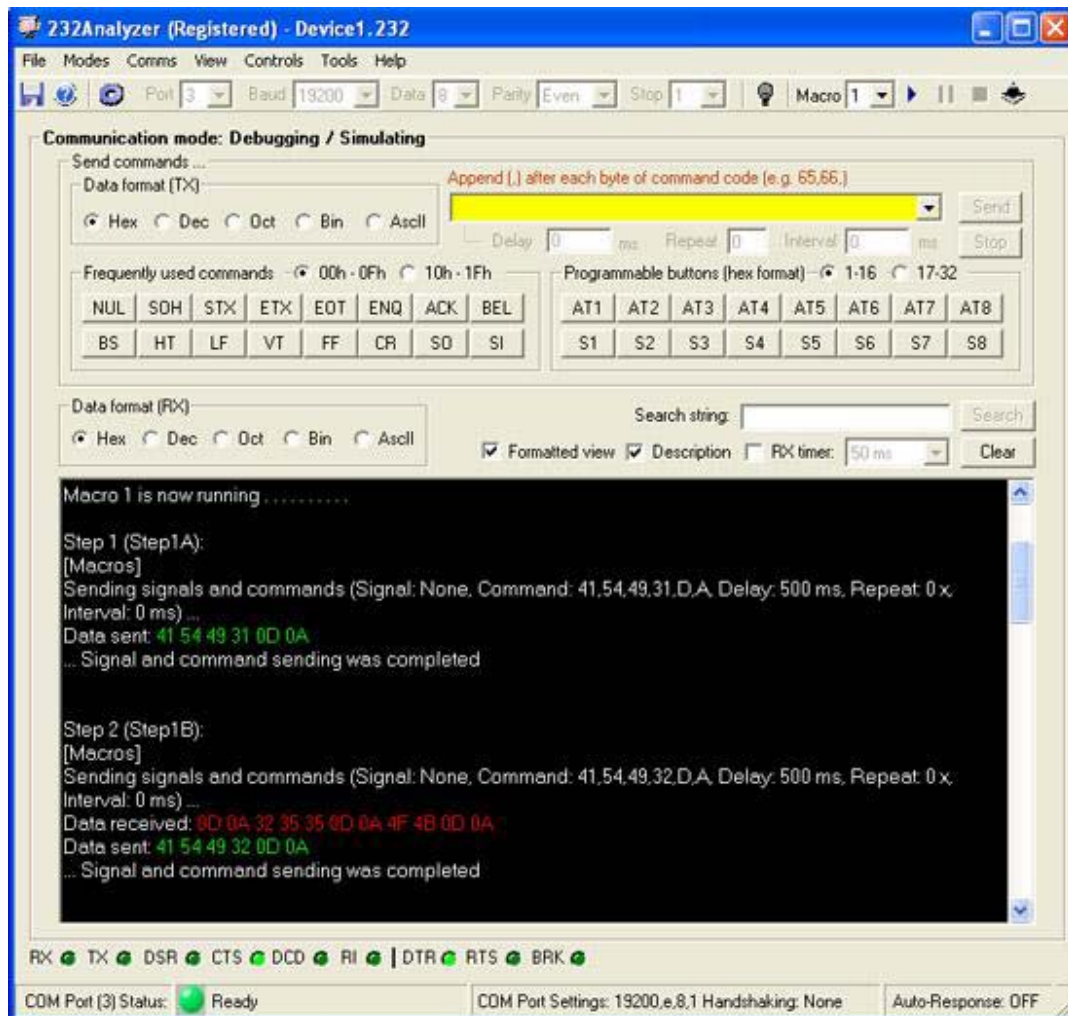 232Analyzer (Registered) - Device1.232
File Modes Comms View Controls Tools Help
Port 3 Baud 19200 Data 8 Parity Even Stop 1 Macro 1
Communication mode: Debugging / Simulating
Send commands ...
Data format (TX)
Hex Dec Oct Bin AscII
Append (,) after each byte of command code (e.g. 65,66,)
Send
Delay 0 ms Repeat 0 Interval 0 ms Stop
Frequently used commands 00h - 0Fh 10h - 1Fh
NUL SOH STX ETX EOT ENQ ACK BEL
BS HT LF VT FF CR SO SI
Programmable buttons (hex format) 1-16 17-32
AT1 AT2 AT3 AT4 AT5 AT6 AT7 AT8
S1 S2 S3 S4 S5 S6 S7 S8
Data format (RX)
Hex Dec Oct Bin AscII
Search string: Search
Formatted view Description RX timer: 50 ms Clear
Macro 1 is now running . . . . . . . . . .
Step 1 (Step1A):
[Macros]
Sending signals and commands (Signal: None, Command: 41,54,49,31,D,A, Delay: 500 ms, Repeat: 0 x,
Interval: 0 ms) ...
Data sent: 41 54 49 31 0D 0A
... Signal and command sending was completed
Step 2 (Step1B):
[Macros]
Sending signals and commands (Signal: None, Command: 41,54,49,32,D,A, Delay: 500 ms, Repeat: 0 x,
Interval: 0 ms) ...
Data received: 0D 0A 32 35 35 0D 0A 4F 4B 0D 0A
Data sent: 41 54 49 32 0D 0A
... Signal and command sending was completed
RX TX DSR CTS DCD RI | DTR RTS BRK
COM Port (3) Status: Ready COM Port Settings: 19200,e,8,1 Handshaking: None Auto-Response: OFF